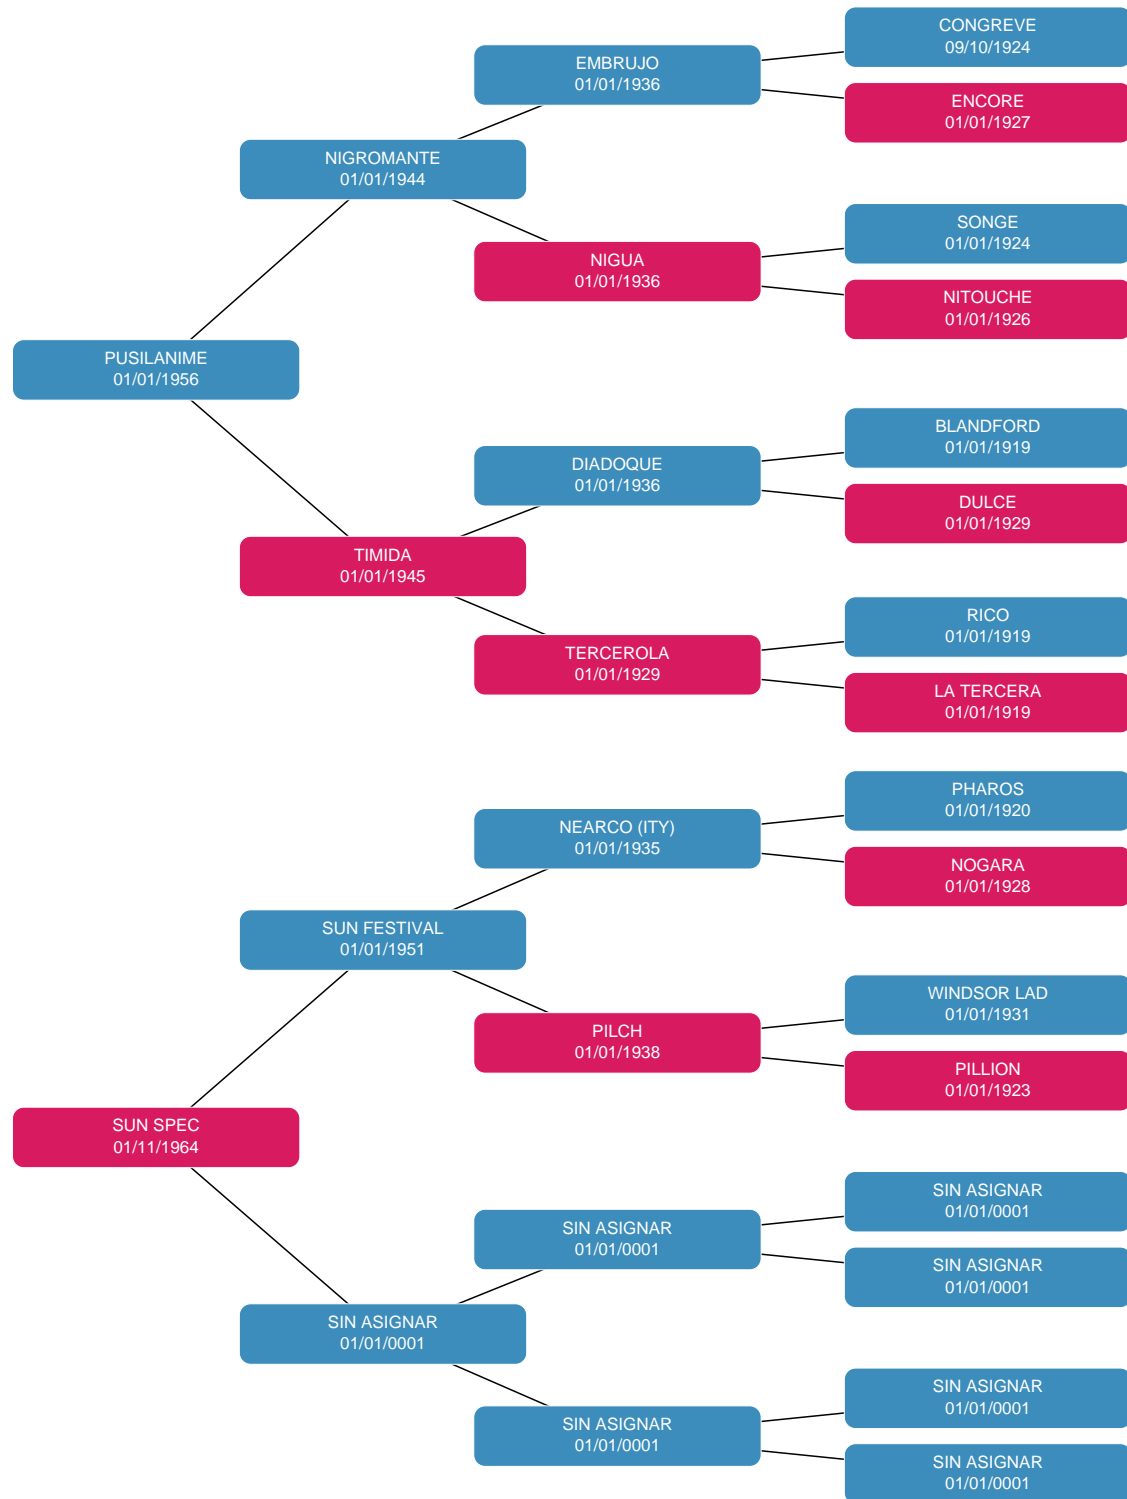 CONGREVE
09/10/1924
EMBRUJO
01/01/1936
ENCORE
01/01/1927
NIGROMANTE
01/01/1944
SONGE
01/01/1924
NIGUA
01/01/1936
NITOUCHE
01/01/1926
PUSILANIME
01/01/1956
BLANDFORD
01/01/1919
DIADOQUE
01/01/1936
DULCE
01/01/1929
TIMIDA
01/01/1945
RICO
01/01/1919
TERCEROLA
01/01/1929
LA TERCERA
01/01/1919
PHAROS
01/01/1920
NEARCO (ITY)
01/01/1935
NOGARA
01/01/1928
SUN FESTIVAL
01/01/1951
WINDSOR LAD
01/01/1931
PILCH
01/01/1938
PILLION
01/01/1923
SUN SPEC
01/11/1964
SIN ASIGNAR
01/01/0001
SIN ASIGNAR
01/01/0001
SIN ASIGNAR
01/01/0001
SIN ASIGNAR
01/01/0001
SIN ASIGNAR
01/01/0001
SIN ASIGNAR
01/01/0001
SIN ASIGNAR
01/01/0001